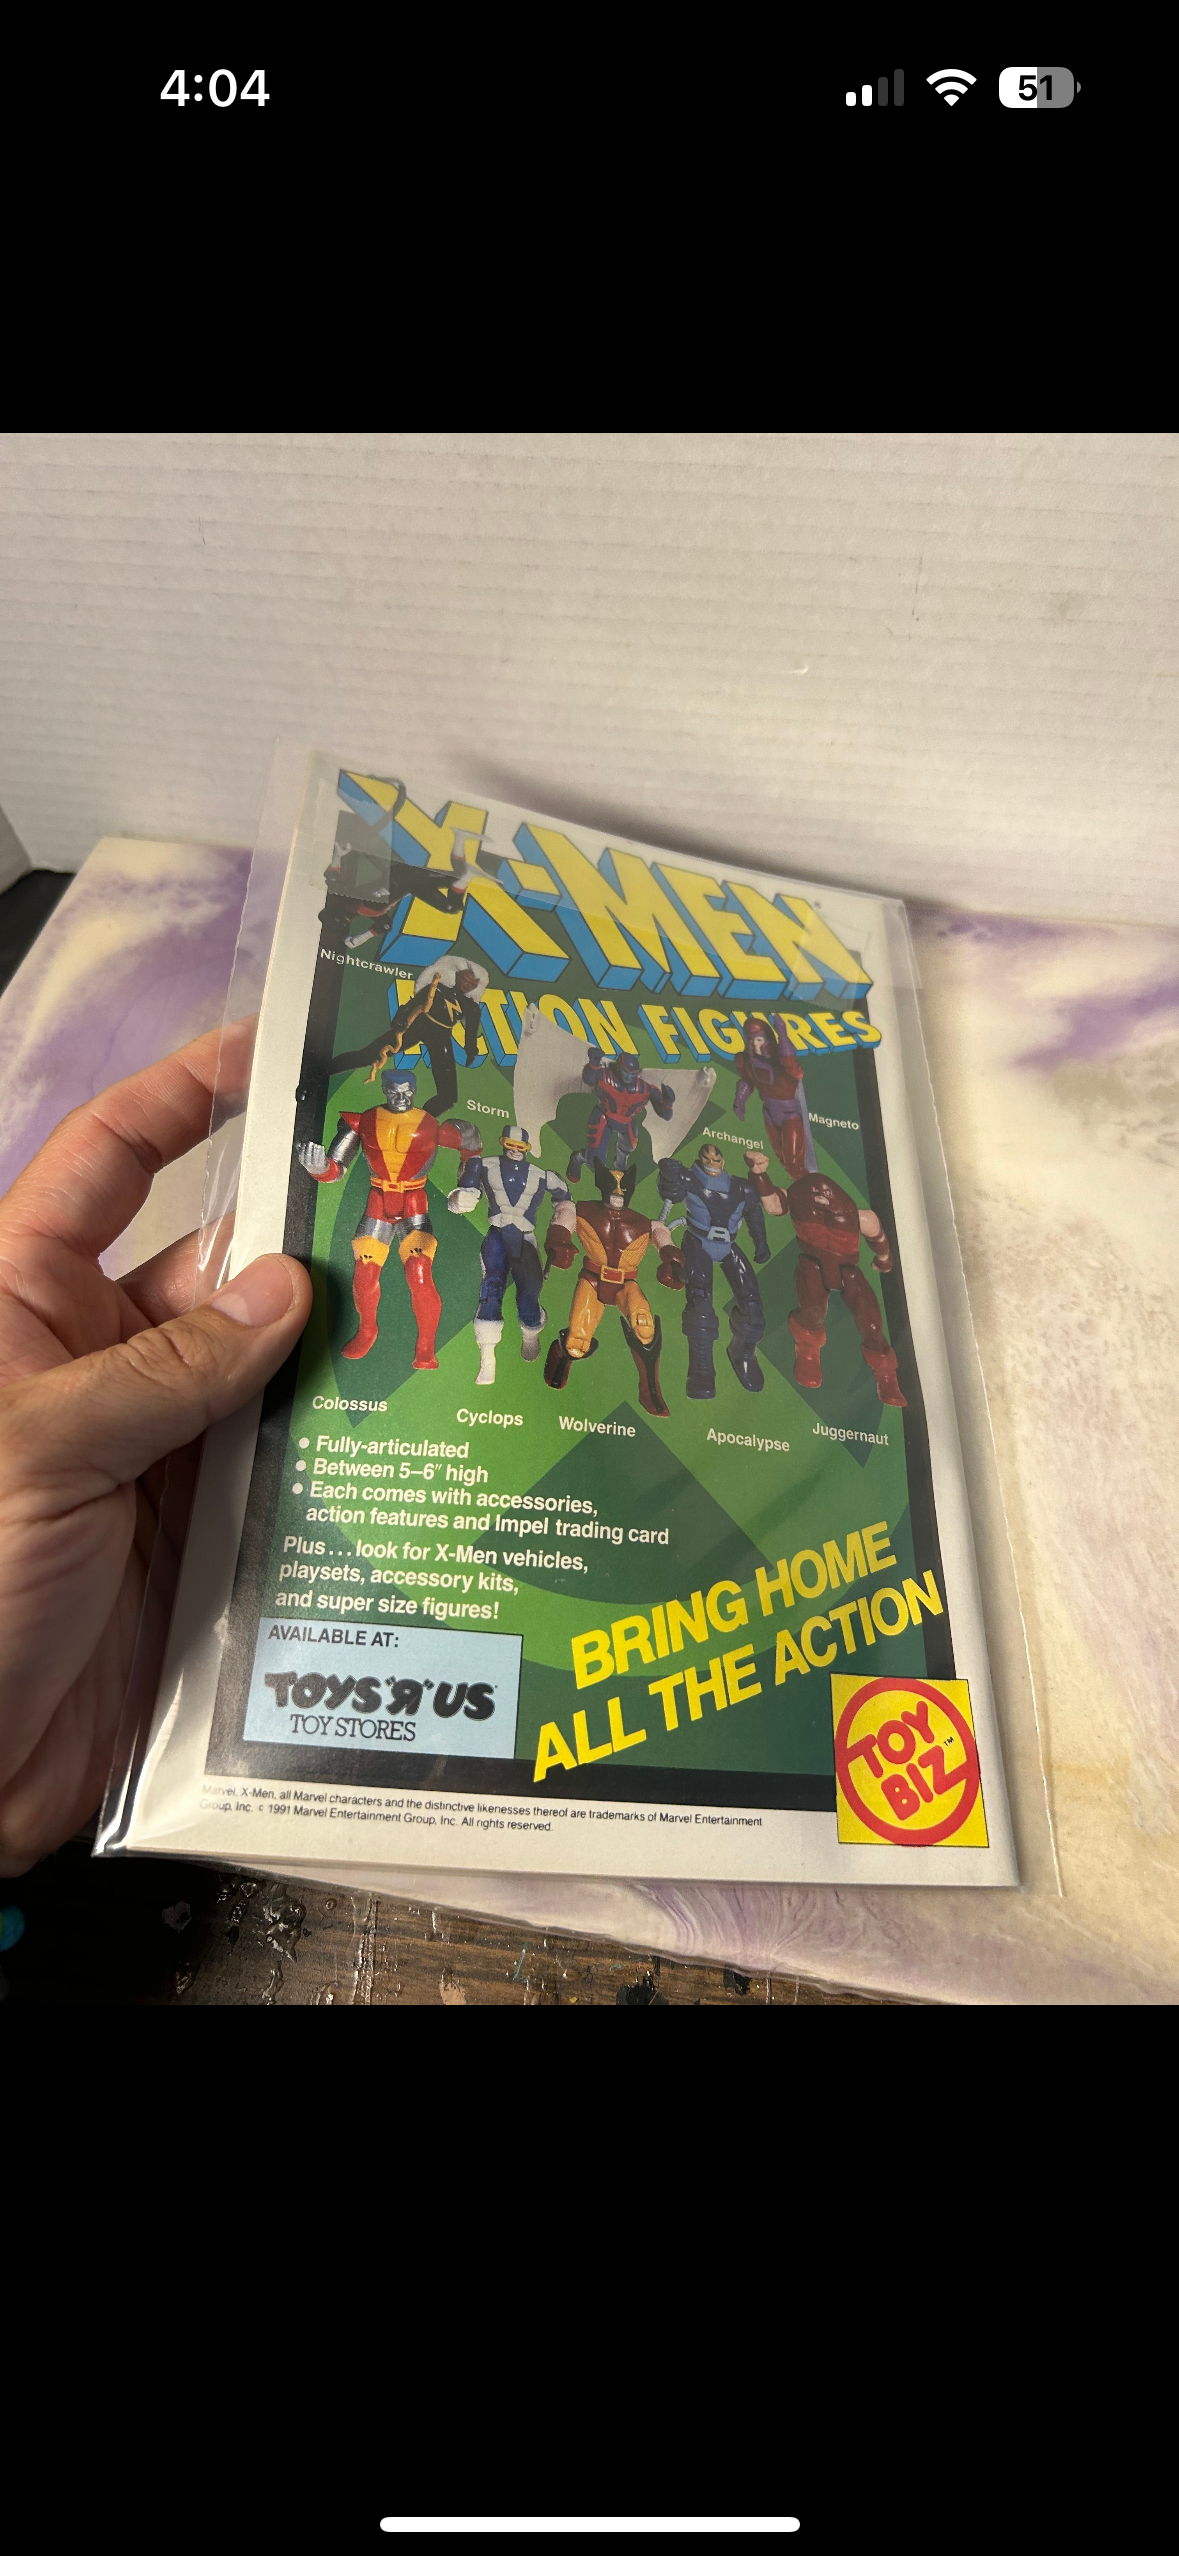 4:04
51
X-MEN
ACTION FIGURES
Nightcrawler
Storm
Archangel
Magneto
Colossus
Cyclops
Wolverine
Apocalypse
Juggernaut
● Fully-articulated
● Between 5–6″ high
● Each comes with accessories,
action features and Impel trading card
Plus...look for X-Men vehicles,
playsets, accessory kits,
and super size figures!
BRING HOME
ALL THE ACTION
AVAILABLE AT:
TOYS"R"US
TOY STORES
TOY
BIZ™
Marvel, X-Men, all Marvel characters and the distinctive likenesses thereof are trademarks of Marvel Entertainment
Group, Inc. © 1991 Marvel Entertainment Group, Inc. All rights reserved.